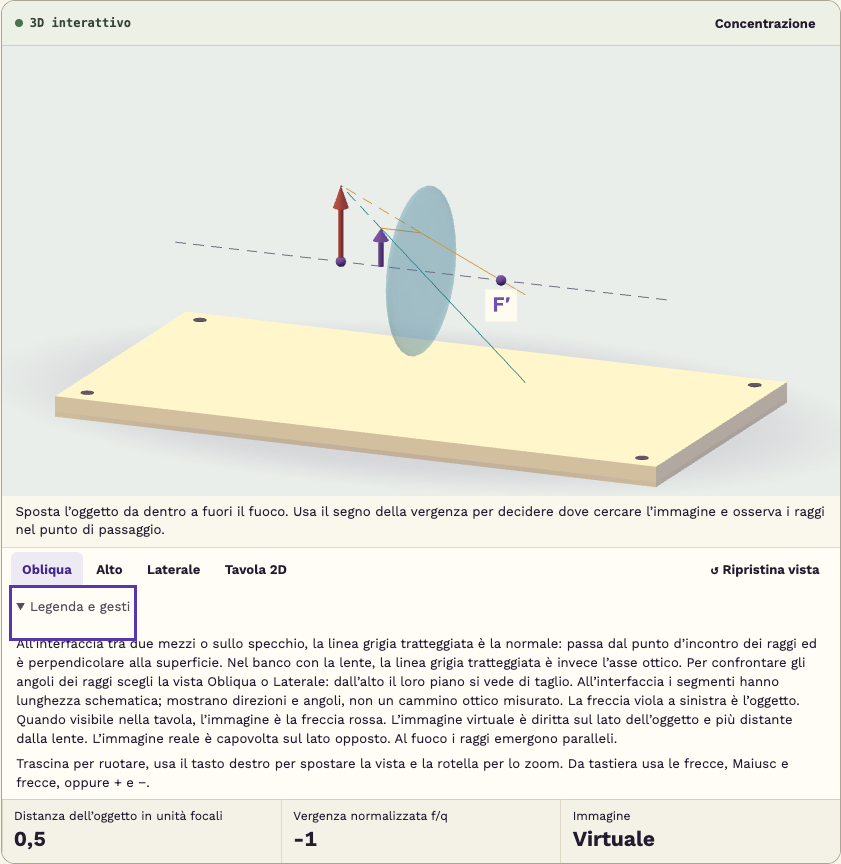 3D interattivo
Concentrazione
F′
Sposta l’oggetto da dentro a fuori il fuoco. Usa il segno della vergenza per decidere dove cercare l’immagine e osserva i raggi
nel punto di passaggio.
Obliqua Alto Laterale Tavola 2D ↺ Ripristina vista
▼ Legenda e gesti
All’interfaccia tra due mezzi o sullo specchio, la linea grigia tratteggiata è la normale: passa dal punto d’incontro dei raggi ed
è perpendicolare alla superficie. Nel banco con la lente, la linea grigia tratteggiata è invece l’asse ottico. Per confrontare gli
angoli dei raggi scegli la vista Obliqua o Laterale: dall’alto il loro piano si vede di taglio. All’interfaccia i segmenti hanno
lunghezza schematica; mostrano direzioni e angoli, non un cammino ottico misurato. La freccia viola a sinistra è l’oggetto.
Quando visibile nella tavola, l’immagine è la freccia rossa. L’immagine virtuale è diritta sul lato dell’oggetto e più distante
dalla lente. L’immagine reale è capovolta sul lato opposto. Al fuoco i raggi emergono paralleli.
Trascina per ruotare, usa il tasto destro per spostare la vista e la rotella per lo zoom. Da tastiera usa le frecce, Maiusc e
frecce, oppure + e −.
Distanza dell’oggetto in unità focali
0,5
Vergenza normalizzata f/q
-1
Immagine
Virtuale